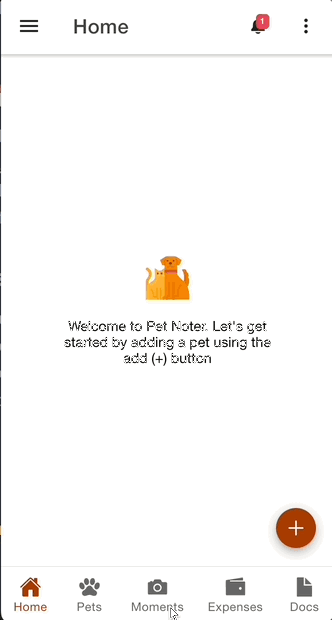 Home
1
Welcome to Pet Noter. Let's get
started by adding a pet using the
add (+) button
Home
Pets
Moments
Expenses
Docs